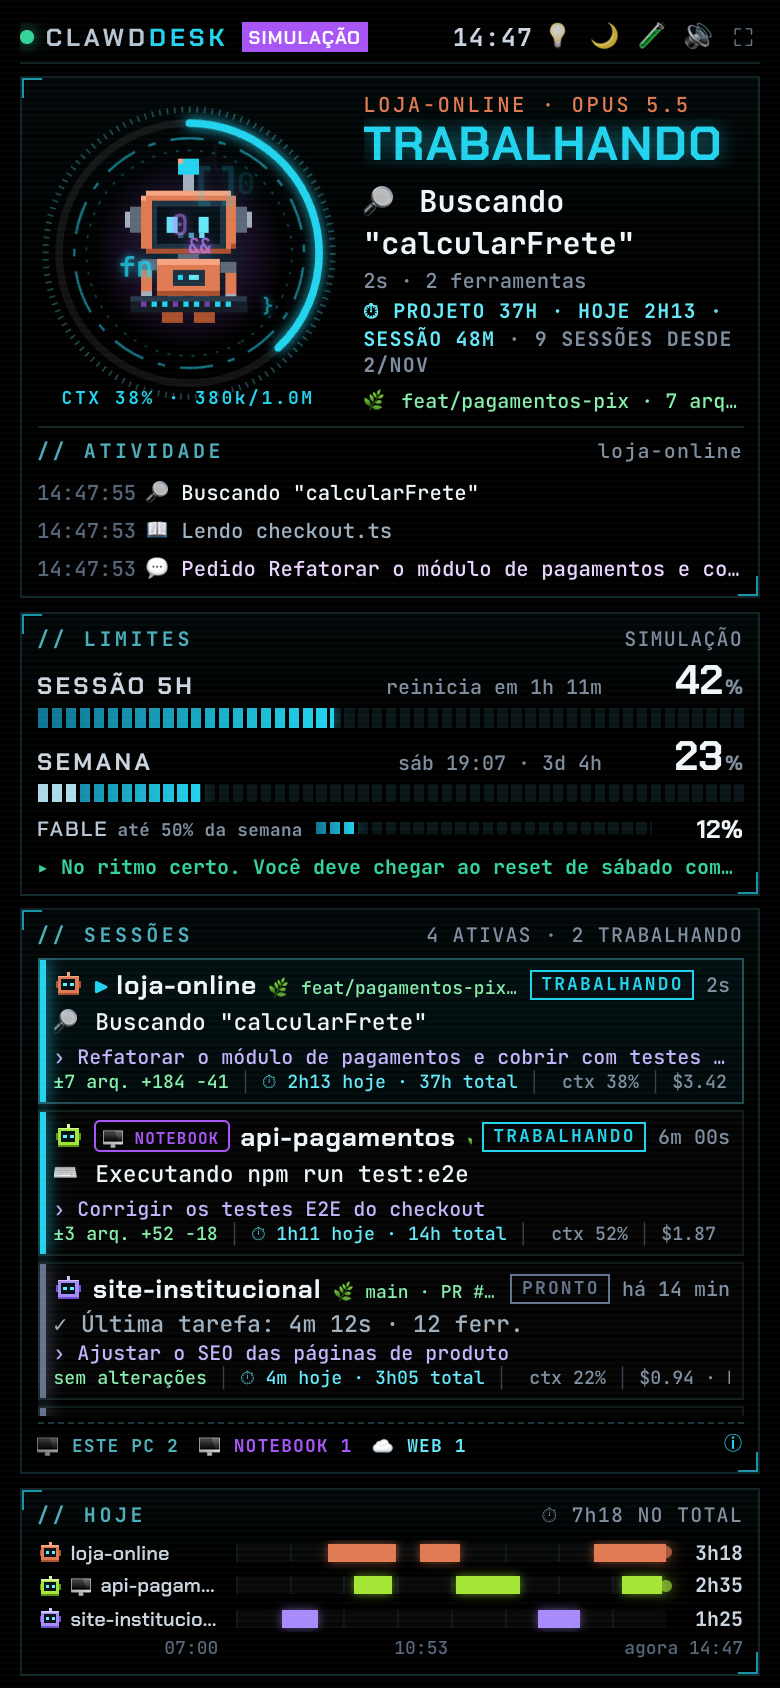 CLAWDDESK SIMULAÇÃO 14:47
LOJA-ONLINE · OPUS 5.5
TRABALHANDO
Buscando
"calcularFrete"
2s · 2 ferramentas
PROJETO 37H · HOJE 2H13 ·
SESSÃO 48M · 9 SESSÕES DESDE
2/NOV
feat/pagamentos-pix · 7 arq…
fn
&&
}
CTX 38% · 380k/1.0M
// ATIVIDADE loja-online
14:47:55 Buscando "calcularFrete"
14:47:53 Lendo checkout.ts
14:47:53 Pedido Refatorar o módulo de pagamentos e co…
// LIMITES SIMULAÇÃO
SESSÃO 5H reinicia em 1h 11m 42%
SEMANA sáb 19:07 · 3d 4h 23%
FABLE até 50% da semana 12%
▸ No ritmo certo. Você deve chegar ao reset de sábado com…
// SESSÕES 4 ATIVAS · 2 TRABALHANDO
▶ loja-online feat/pagamentos-pix… TRABALHANDO 2s
Buscando "calcularFrete"
› Refatorar o módulo de pagamentos e cobrir com testes …
±7 arq. +184 -41 | 2h13 hoje · 37h total | ctx 38% | $3.42
NOTEBOOK api-pagamentos TRABALHANDO 6m 00s
Executando npm run test:e2e
› Corrigir os testes E2E do checkout
±3 arq. +52 -18 | 1h11 hoje · 14h total | ctx 52% | $1.87
site-institucional main · PR #… PRONTO há 14 min
✓ Última tarefa: 4m 12s · 12 ferr.
› Ajustar o SEO das páginas de produto
sem alterações | 4m hoje · 3h05 total | ctx 22% | $0.94 ·
ESTE PC 2 NOTEBOOK 1 WEB 1 ⓘ
// HOJE 7h18 NO TOTAL
loja-online 3h18
api-pagam… 2h35
site-institucio… 1h25
07:00 10:53 agora 14:47